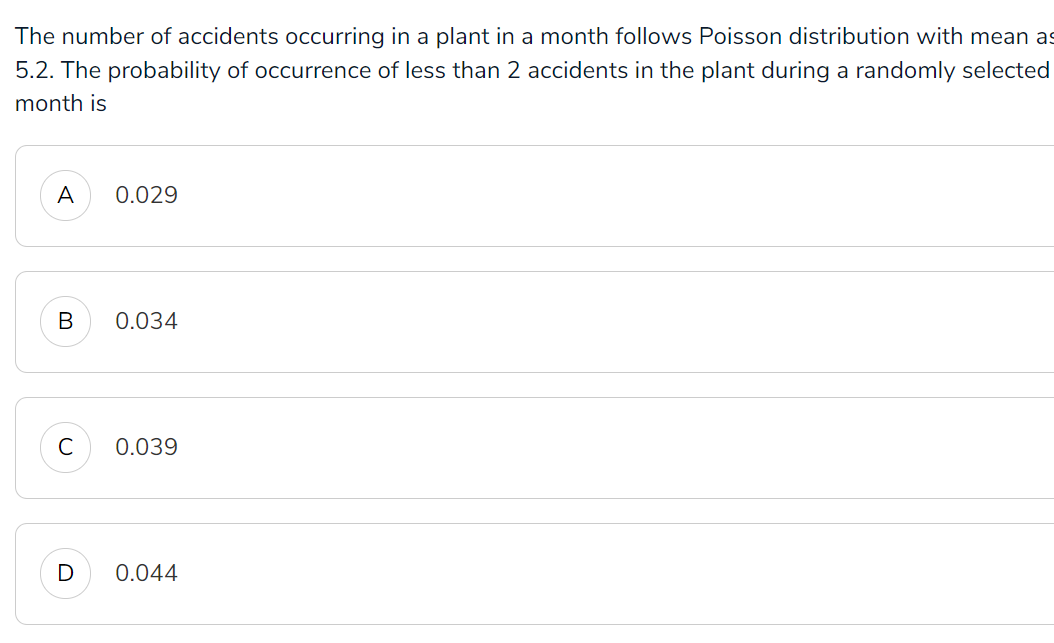 The number of accidents occurring in a plant in a month follows Poisson distribution with mean as
5.2. The probability of occurrence of less than 2 accidents in the plant during a randomly selected
month is
A 0.029
B 0.034
C 0.039
D 0.044